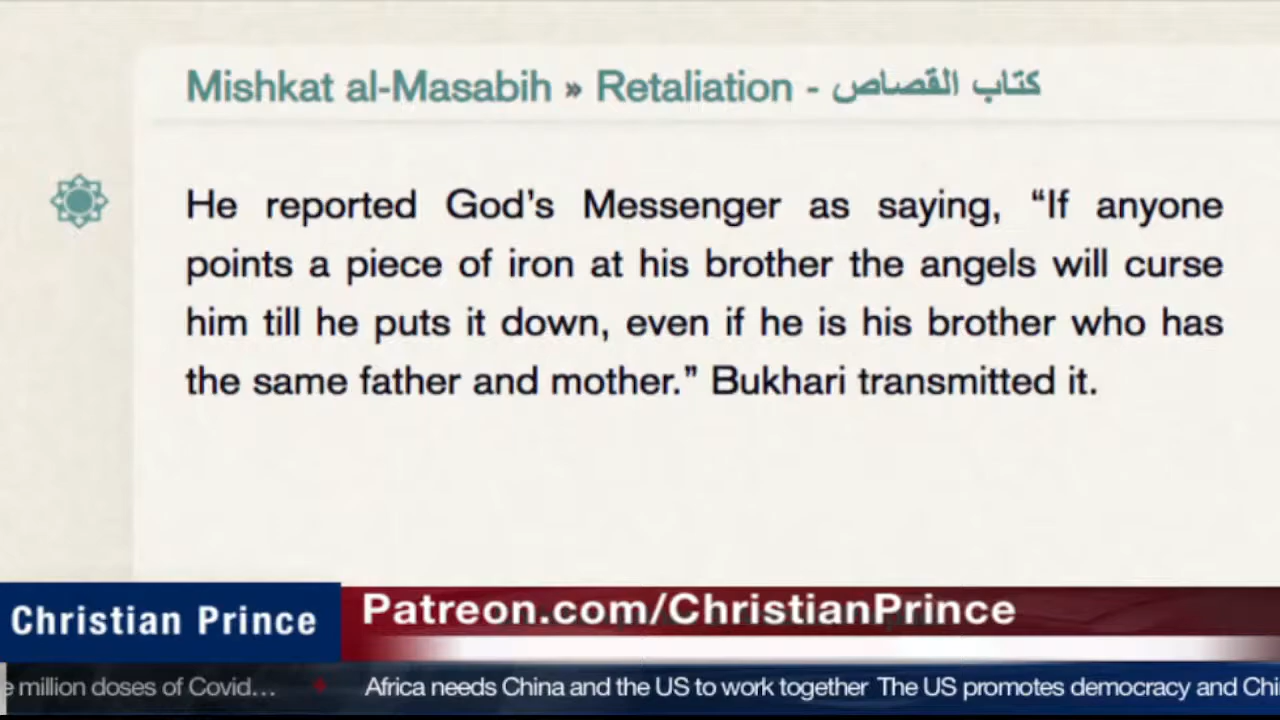 Mishkat al-Masabih » Retaliation - كتاب القصاص
He reported God's Messenger as saying, “If anyone
points a piece of iron at his brother the angels will curse
him till he puts it down, even if he is his brother who has
the same father and mother.” Bukhari transmitted it.
Christian Prince
Patreon.com/ChristianPrince
e million doses of Covid... Africa needs China and the US to work together The US promotes democracy and Chi